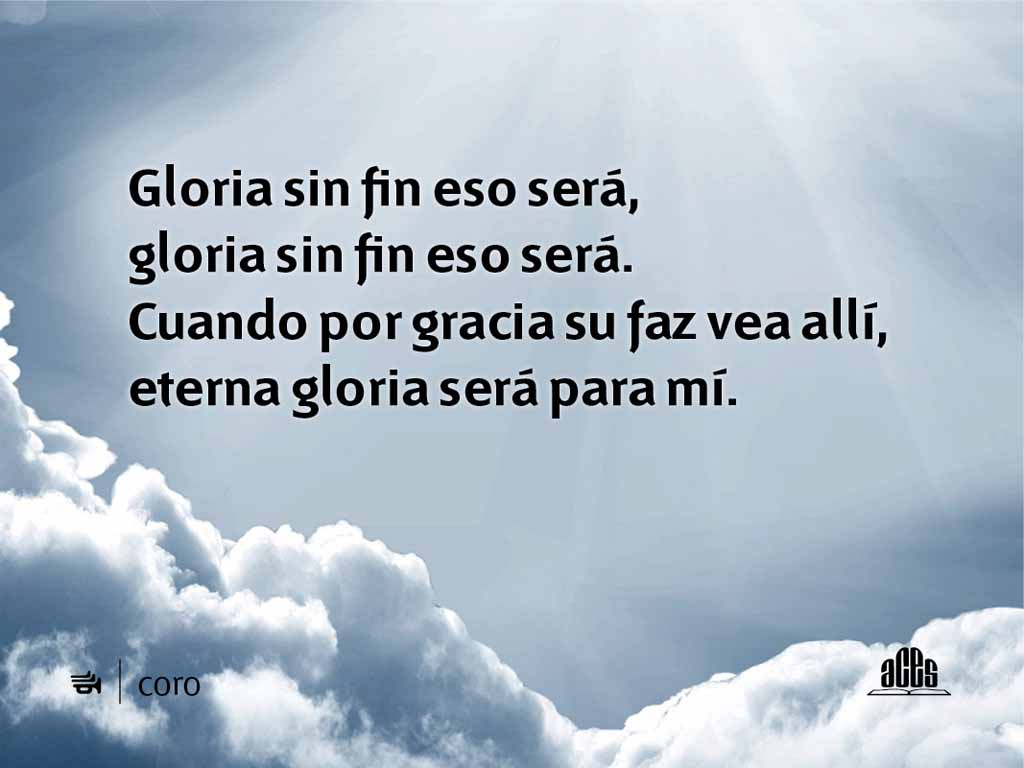 Gloria sin fin eso será,
gloria sin fin eso será.
Cuando por gracia su faz vea allí,
eterna gloria será para mí.
coro
aces